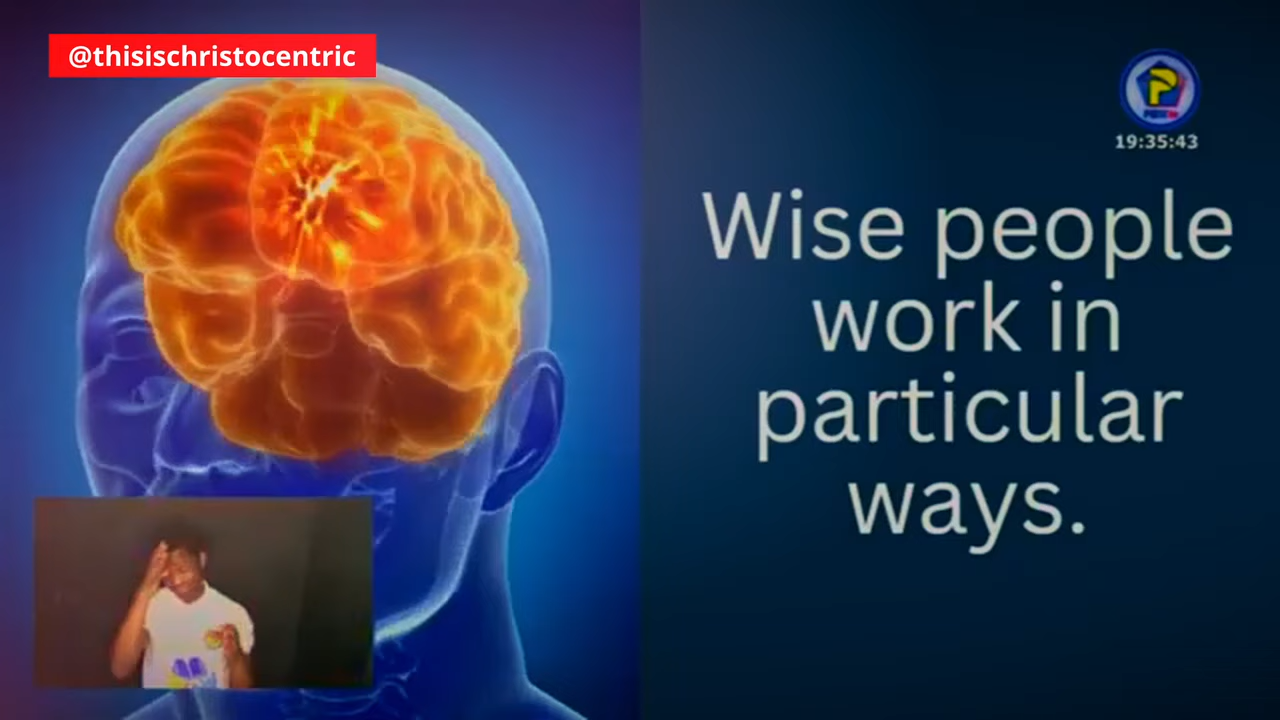 @thisischristocentric
19:35:43
Wise people
work in
particular
ways.